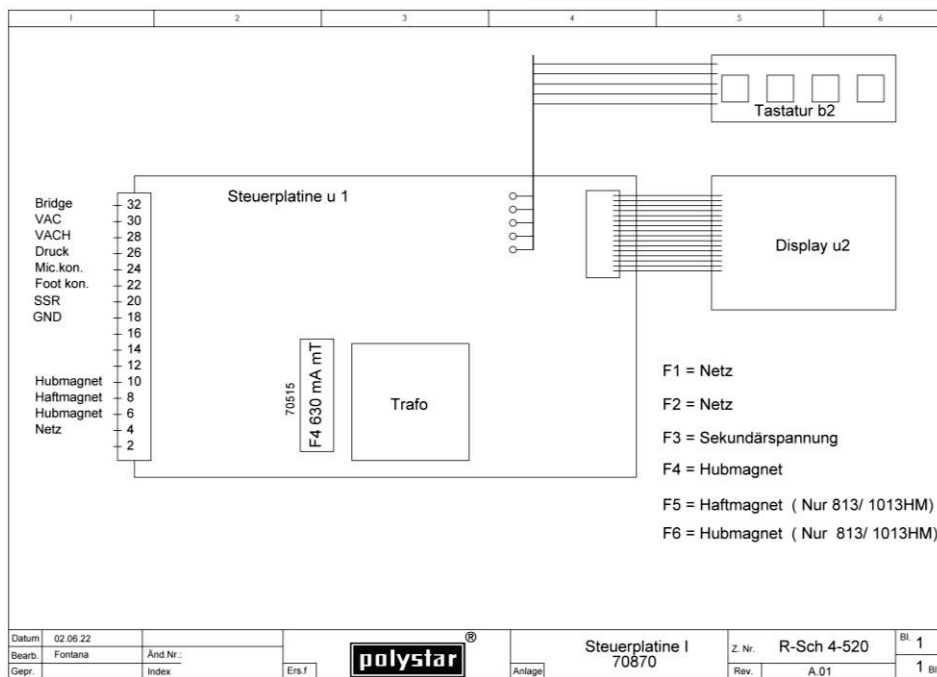 1 2 3 4 5 6
Tastatur b2
Steuerplatine u 1
Display u2
Bridge 32
VAC 30
VACH 28
Druck 26
Mic.kon. 24
Foot kon. 22
SSR 20
GND 18
16
14
12
Hubmagnet 10
Haftmagnet 8
Hubmagnet 6
Netz 4
2
70515
F4 630 mA mT
Trafo
F1 = Netz
F2 = Netz
F3 = Sekundärspannung
F4 = Hubmagnet
F5 = Haftmagnet ( Nur 813/ 1013HM)
F6 = Hubmagnet ( Nur 813/ 1013HM)
Datum 02.06.22
Bearb. Fontana Änd.Nr.:
Gepr. Index Ers.f
polystar ®
Anlage
Steuerplatine I
70870
Z. Nr. R-Sch 4-520
Rev. A.01
Bl. 1
1 Bl